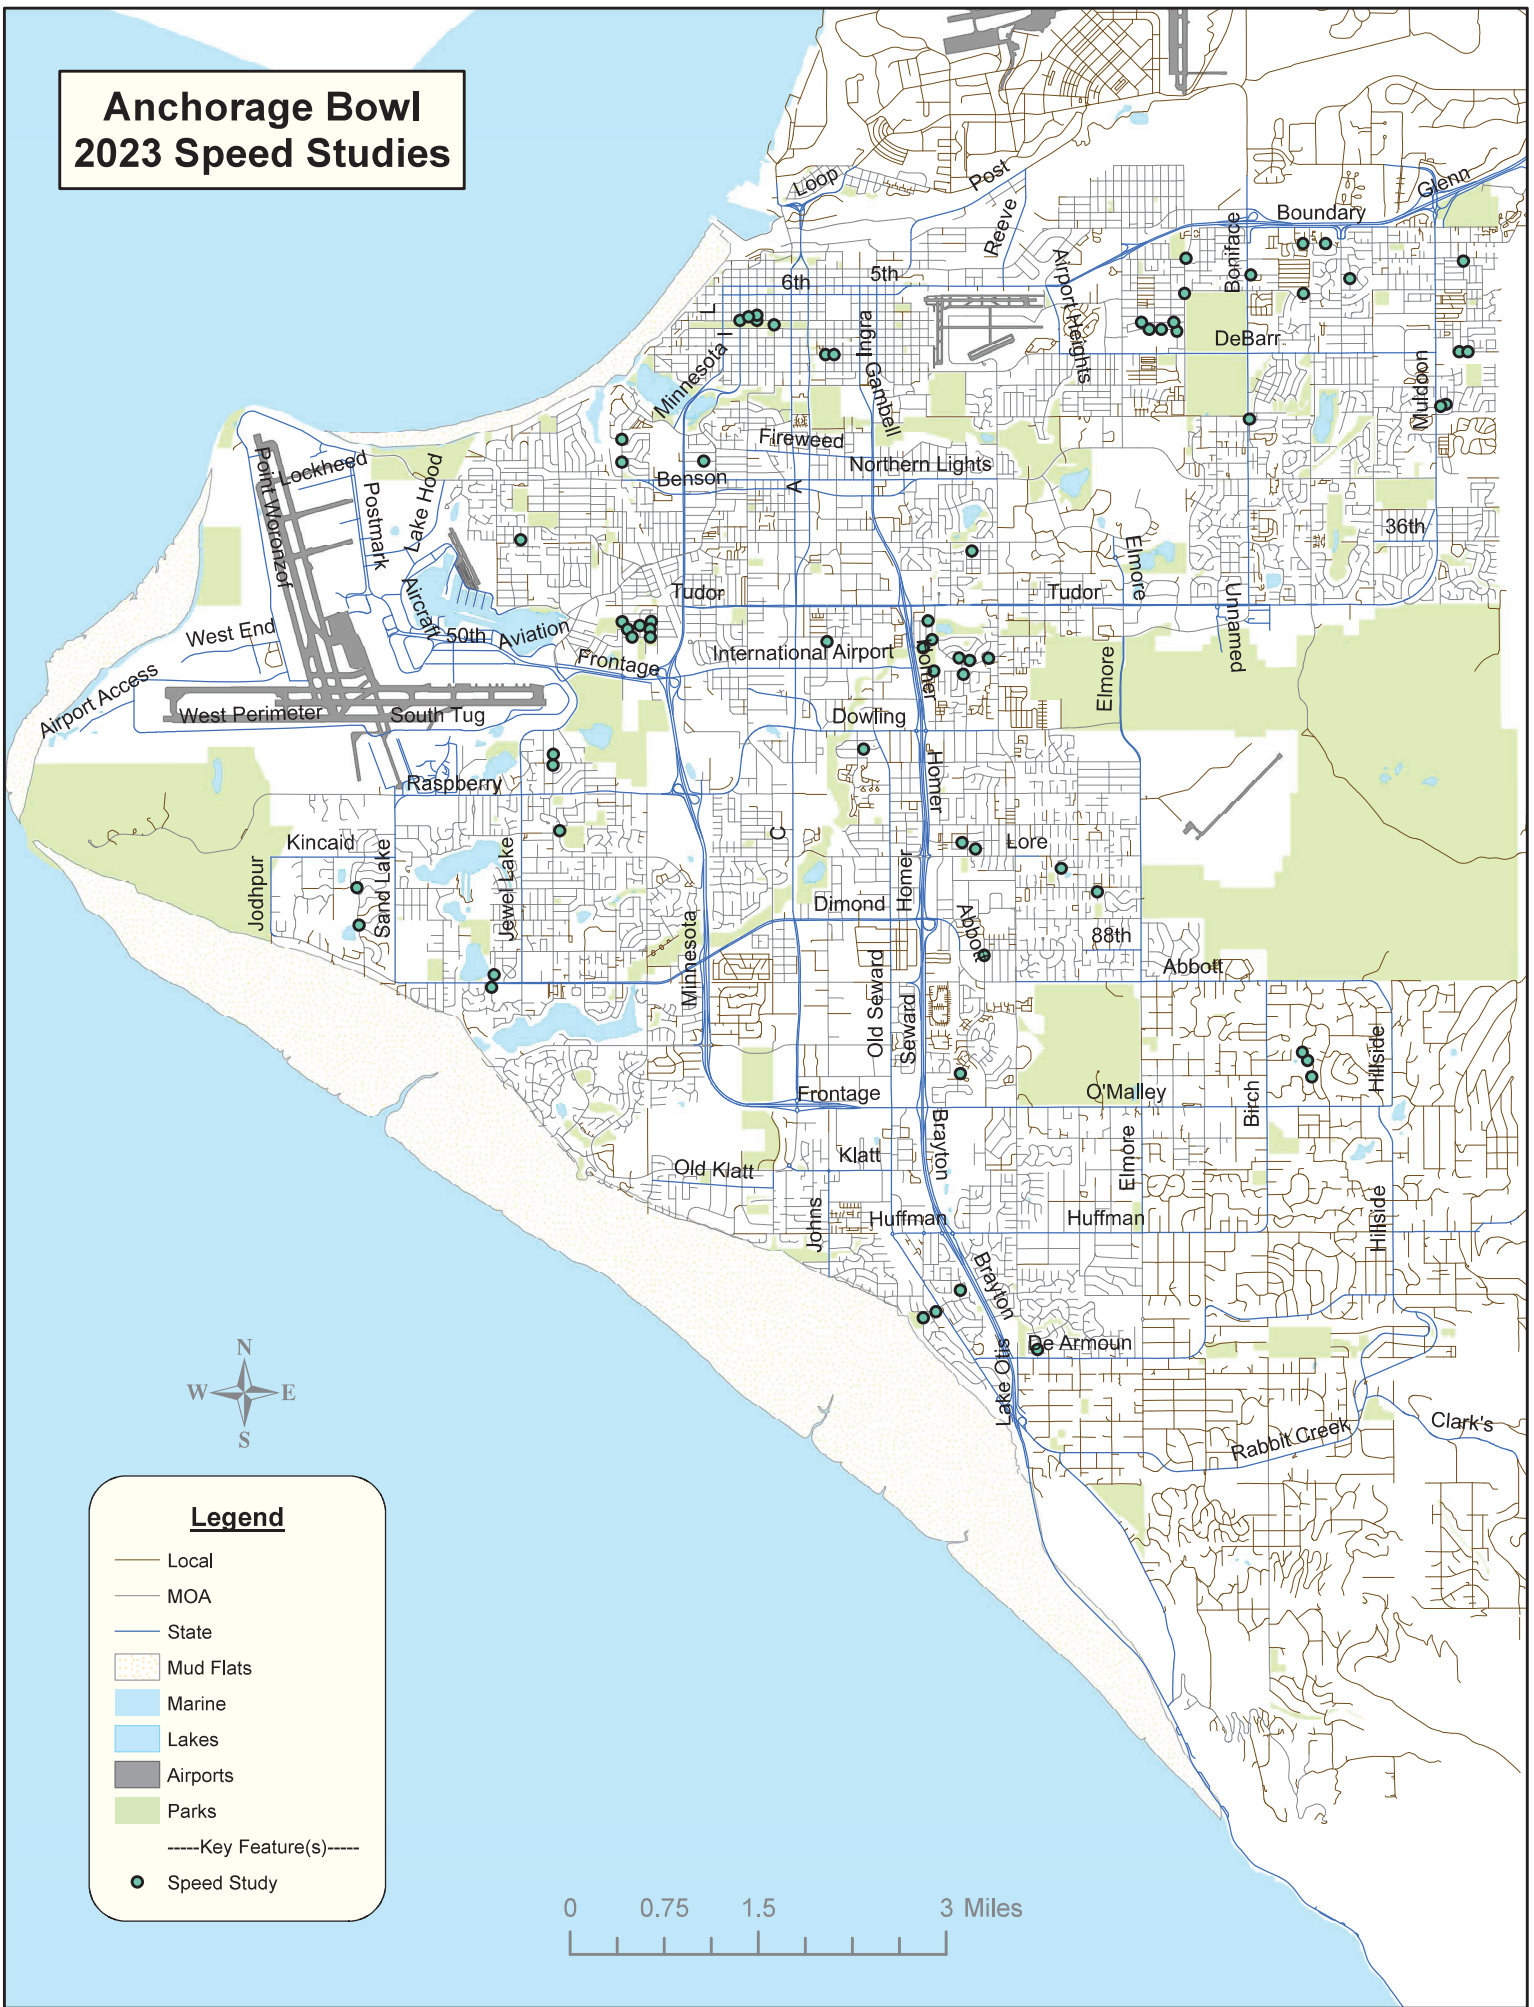 Anchorage Bowl
2023 Speed Studies
Loop
Post
Reeve
Glenn
Boundary
Boniface
Airport Heights
6th
5th
L
I
Ingra
Gambell
DeBarr
Muldoon
Minnesota
Fireweed
Northern Lights
Benson
A
36th
Point Woronzof
Lockheed
Postmark
Lake Hood
Aircraft
Elmore
Tudor
Tudor
Unnamed
West End
50th
Aviation
Frontage
International Airport
Homer
Elmore
Airport Access
West Perimeter
South Tug
Dowling
Homer
Raspberry
Kincaid
Jodhpur
Sand Lake
Jewel Lake
C
Lore
Homer
Dimond
Abbott
88th
Abbott
Minnesota
Old Seward
Seward
Hillside
Frontage
O'Malley
Birch
Brayton
Klatt
Old Klatt
Elmore
Johns
Huffman
Huffman
Hillside
Brayton
De Armoun
Lake Otis
Rabbit Creek
Clark's
N
W
E
S
Legend
Local
MOA
State
Mud Flats
Marine
Lakes
Airports
Parks
-----Key Feature(s)-----
Speed Study
0 0.75 1.5 3 Miles